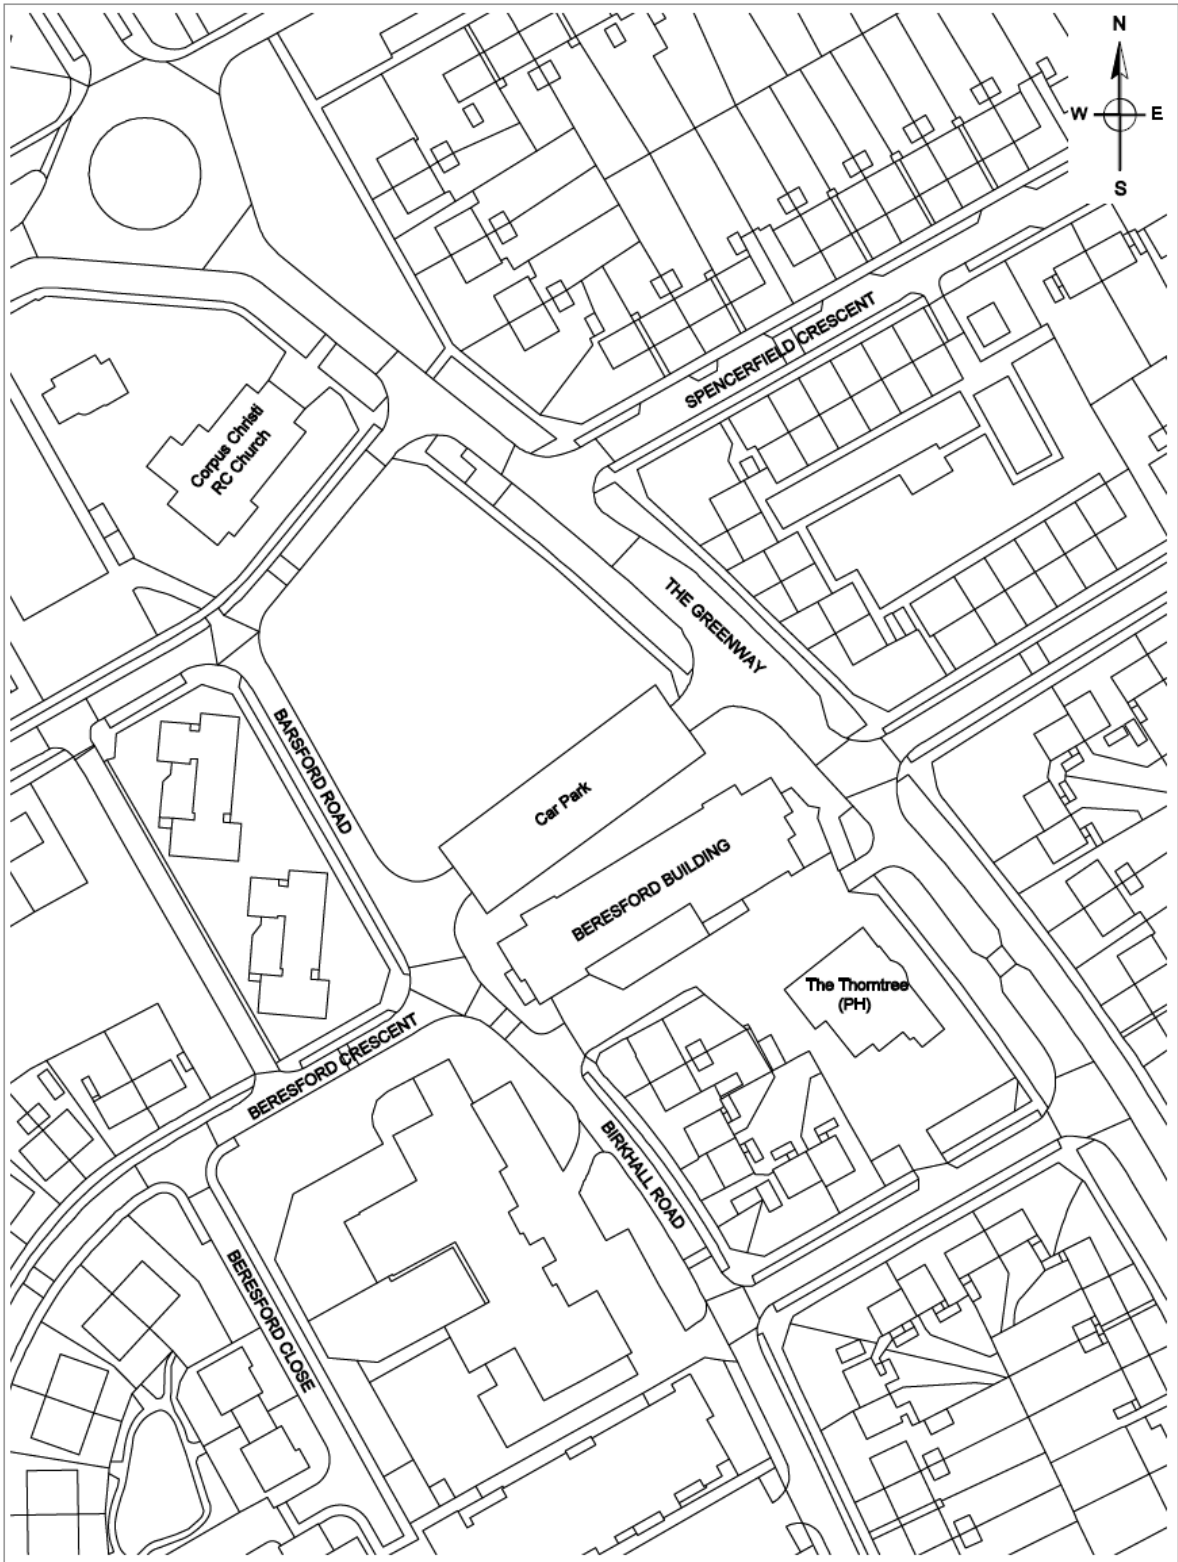 N
W E
S
SPENCERFIELD CRESCENT
Corpus Christi
RC Church
THE GREENWAY
BARSFORD ROAD
Car Park
BERESFORD BUILDING
The Thorntree
(PH)
BERESFORD CRESCENT
BIRKHALL ROAD
BERESFORD CLOSE